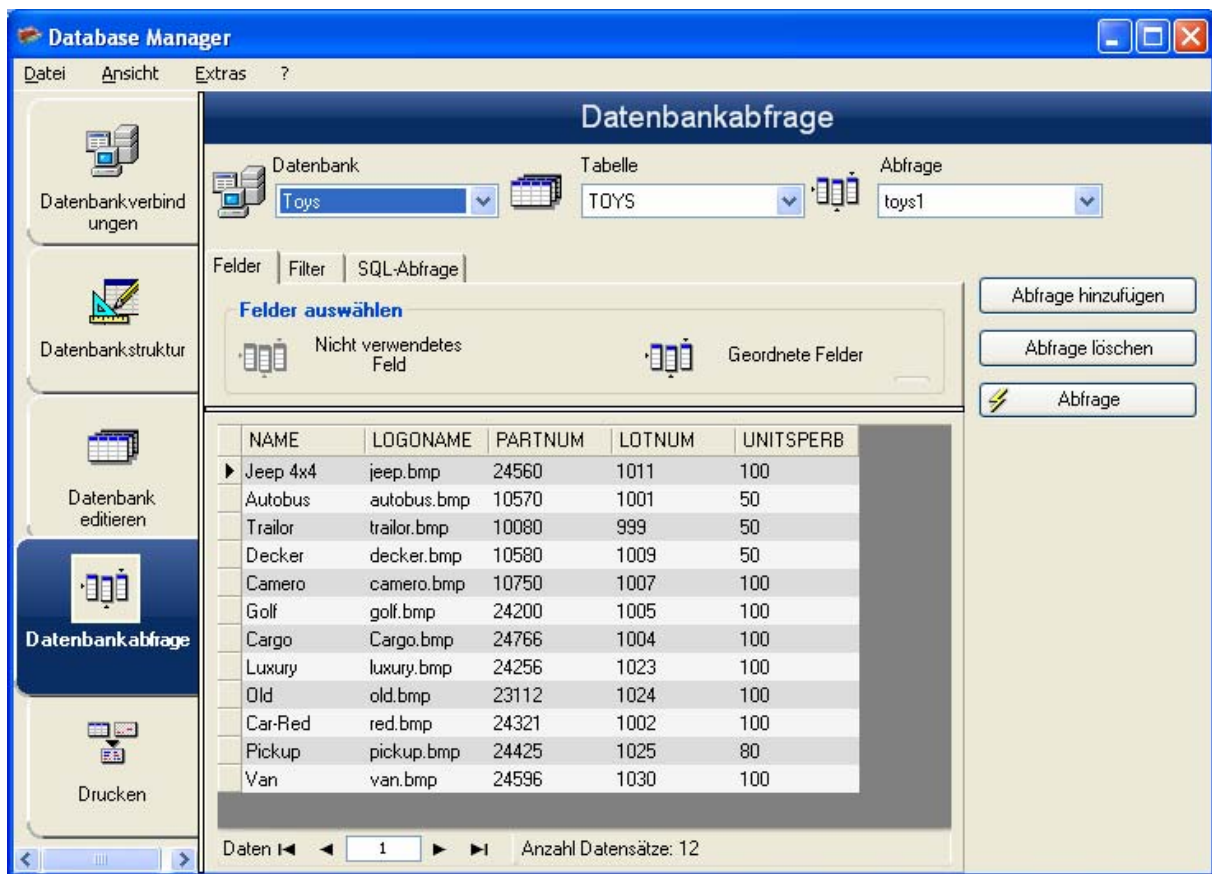 Database Manager
Datei Ansicht Extras ?
Datenbankverbind
ungen
Datenbankstruktur
Datenbank
editieren
Datenbankabfrage
Drucken
Datenbankabfrage
Datenbank Tabelle Abfrage
Toys TOYS toys1
Felder Filter SQL-Abfrage
Felder auswählen
Nicht verwendetes
Feld
Geordnete Felder
Abfrage hinzufügen
Abfrage löschen
Abfrage
NAME LOGONAME PARTNUM LOTNUM UNITSPERB
Jeep 4x4 jeep.bmp 24560 1011 100
Autobus autobus.bmp 10570 1001 50
Trailor trailor.bmp 10080 999 50
Decker decker.bmp 10580 1009 50
Camero camero.bmp 10750 1007 100
Golf golf.bmp 24200 1005 100
Cargo Cargo.bmp 24766 1004 100
Luxury luxury.bmp 24256 1023 100
Old old.bmp 23112 1024 100
Car-Red red.bmp 24321 1002 100
Pickup pickup.bmp 24425 1025 80
Van van.bmp 24596 1030 100
Daten 1 Anzahl Datensätze: 12